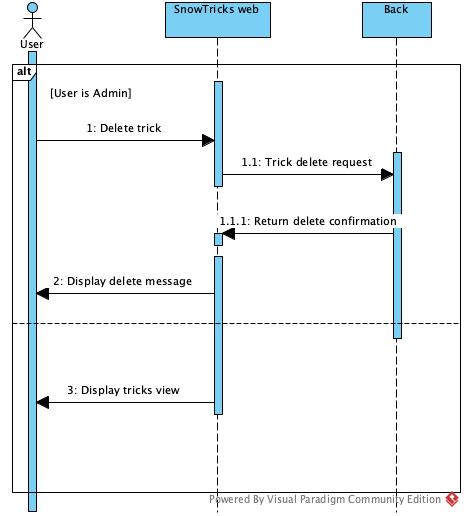 SnowTricks web
Back
User
alt
[User is Admin]
1: Delete trick
1.1: Trick delete request
1.1.1: Return delete confirmation
2: Display delete message
3: Display tricks view
Powered By Visual Paradigm Community Edition